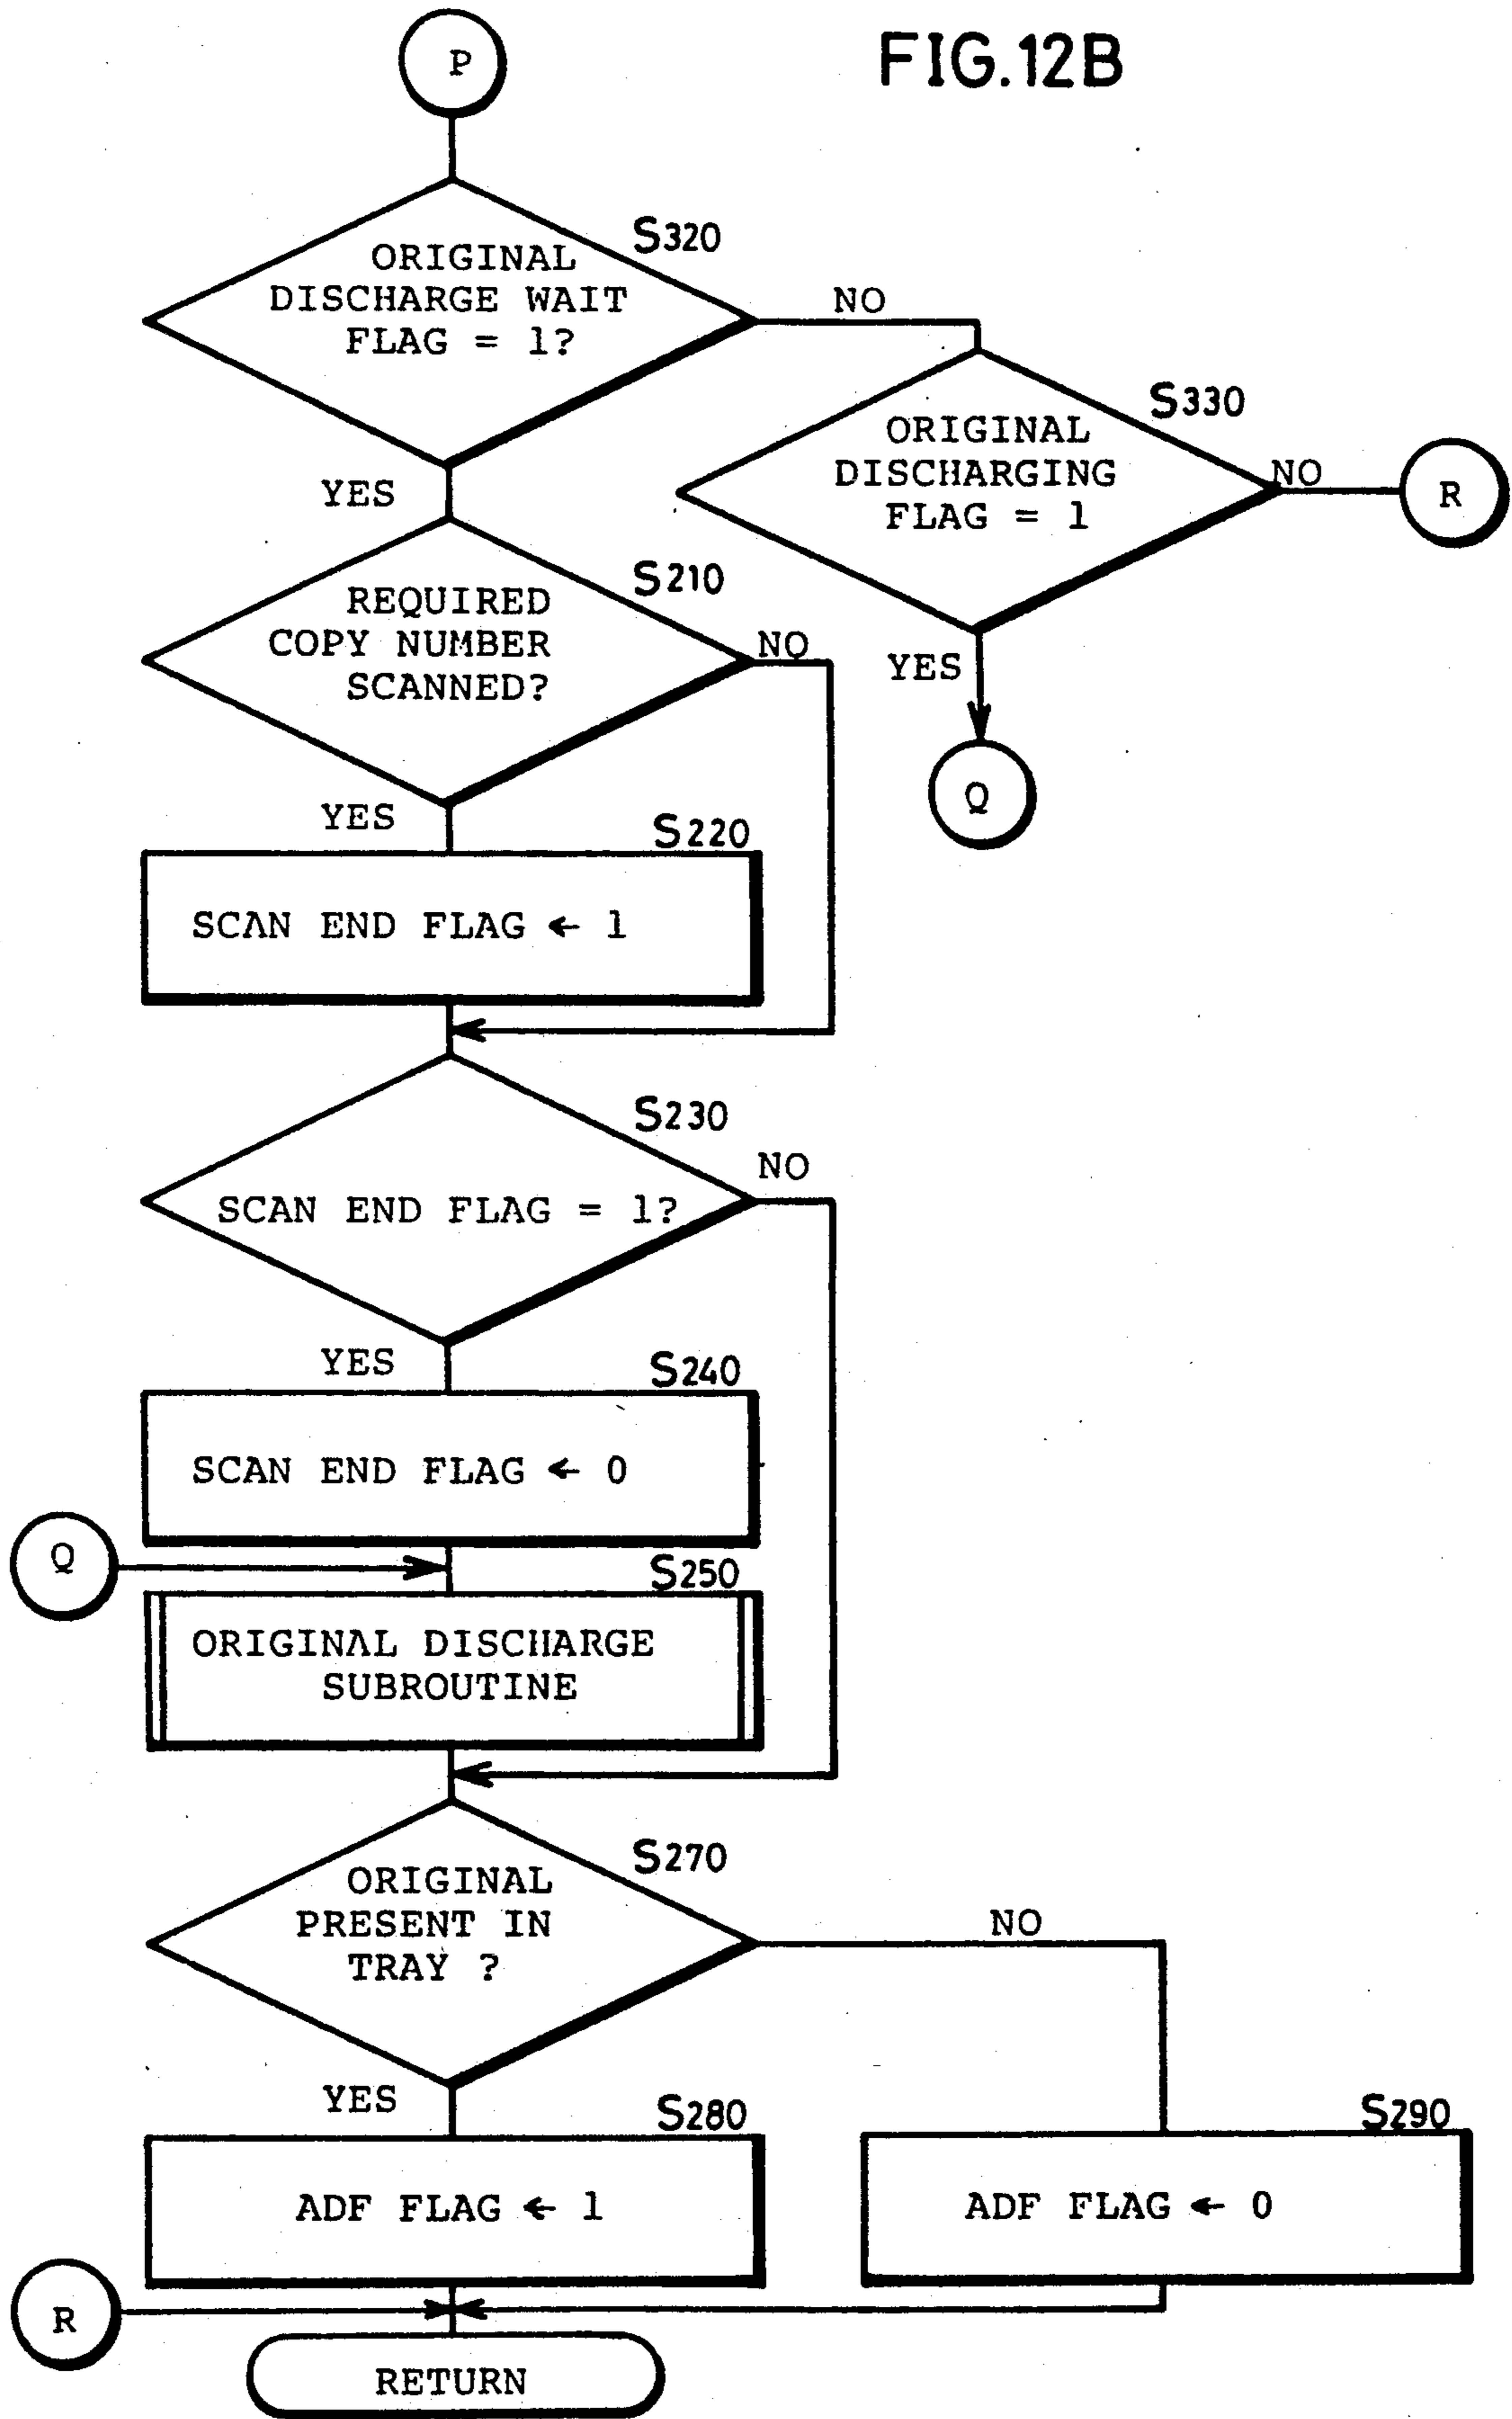 FIG.12B
P
S320
ORIGINAL
DISCHARGE WAIT
FLAG = 1?
NO
YES
S330
ORIGINAL
DISCHARGING
FLAG = 1
NO
R
YES
Q
S210
REQUIRED
COPY NUMBER
SCANNED?
NO
YES
S220
SCAN END FLAG ← 1
S230
SCAN END FLAG = 1?
NO
YES
S240
SCAN END FLAG ← 0
Q
S250
ORIGINAL DISCHARGE
SUBROUTINE
S270
ORIGINAL
PRESENT IN
TRAY ?
NO
YES
S280
ADF FLAG ← 1
S290
ADF FLAG ← 0
R
RETURN